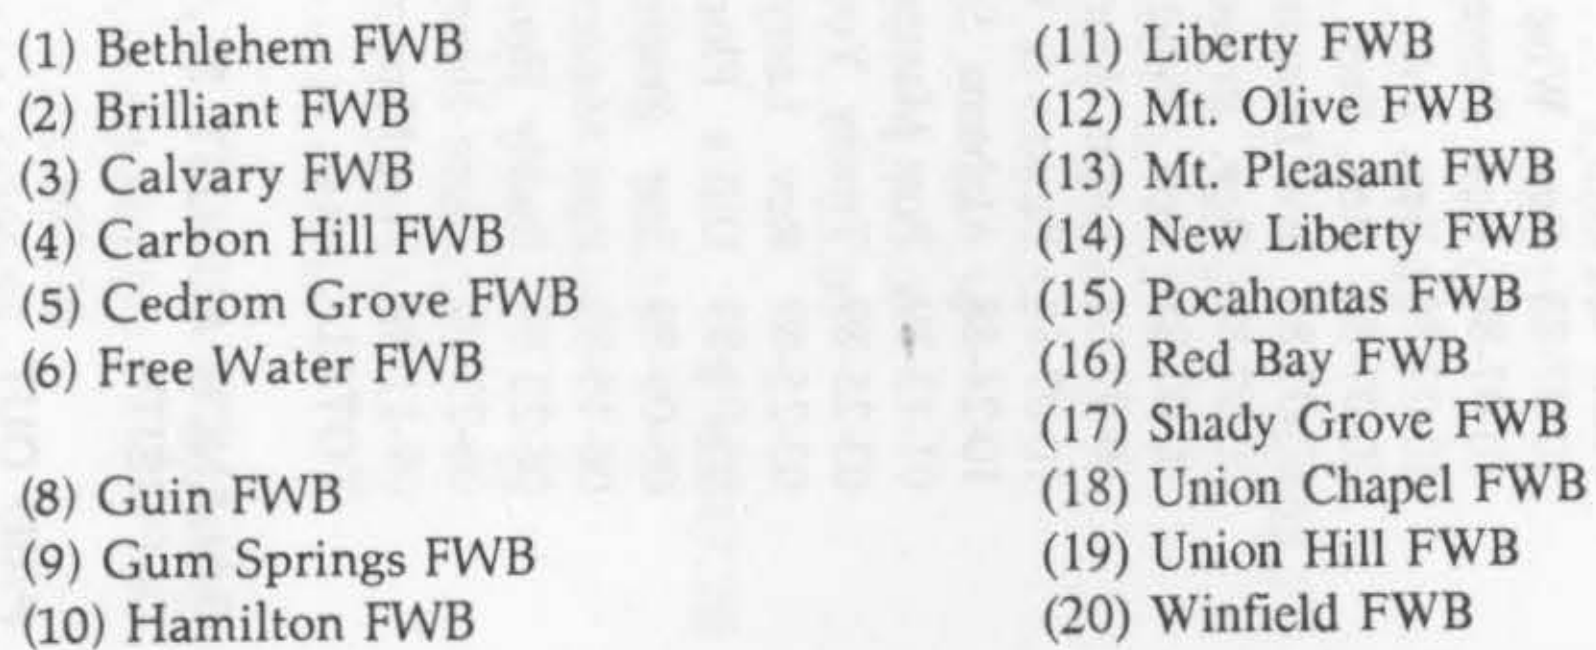 (1) Bethlehem FWB
(2) Brilliant FWB
(3) Calvary FWB
(4) Carbon Hill FWB
(5) Cedrom Grove FWB
(6) Free Water FWB
(8) Guin FWB
(9) Gum Springs FWB
(10) Hamilton FWB
(11) Liberty FWB
(12) Mt. Olive FWB
(13) Mt. Pleasant FWB
(14) New Liberty FWB
(15) Pocahontas FWB
(16) Red Bay FWB
(17) Shady Grove FWB
(18) Union Chapel FWB
(19) Union Hill FWB
(20) Winfield FWB